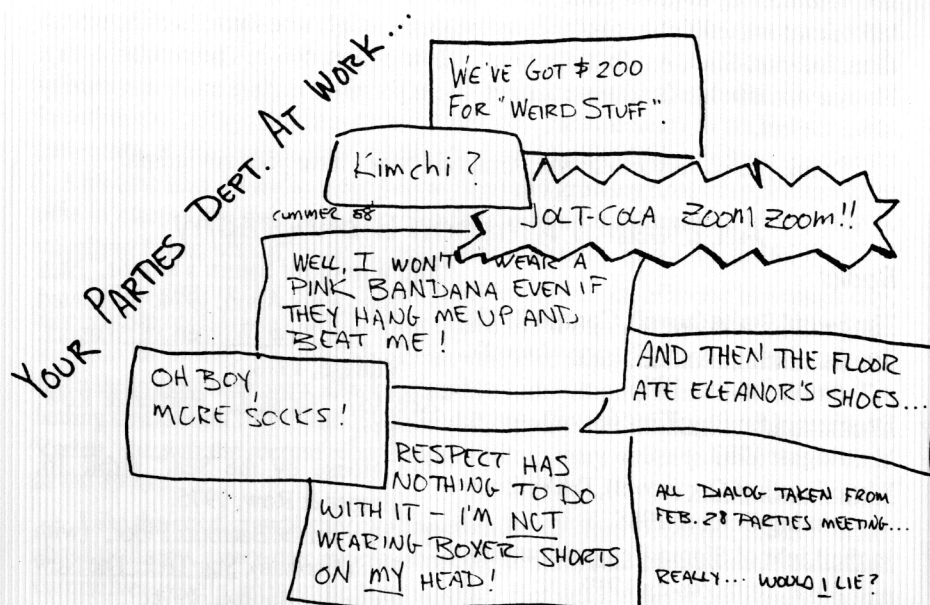 YOUR PARTIES DEPT. AT WORK...
WE'VE GOT $200
FOR "WEIRD STUFF".
Kimchi?
JOLT-COLA ZOOM ZOOM!!
WELL, I WON'T WEAR A
PINK BANDANA EVEN IF
THEY HANG ME UP AND
BEAT ME!
AND THEN THE FLOOR
ATE ELEANOR'S SHOES...
OH BOY,
MORE SOCKS!
RESPECT HAS
NOTHING TO DO
WITH IT - I'M NOT
WEARING BOXER SHORTS
ON MY HEAD!
ALL DIALOG TAKEN FROM
FEB. 28 PARTIES MEETING...
REALLY... WOULD I LIE?